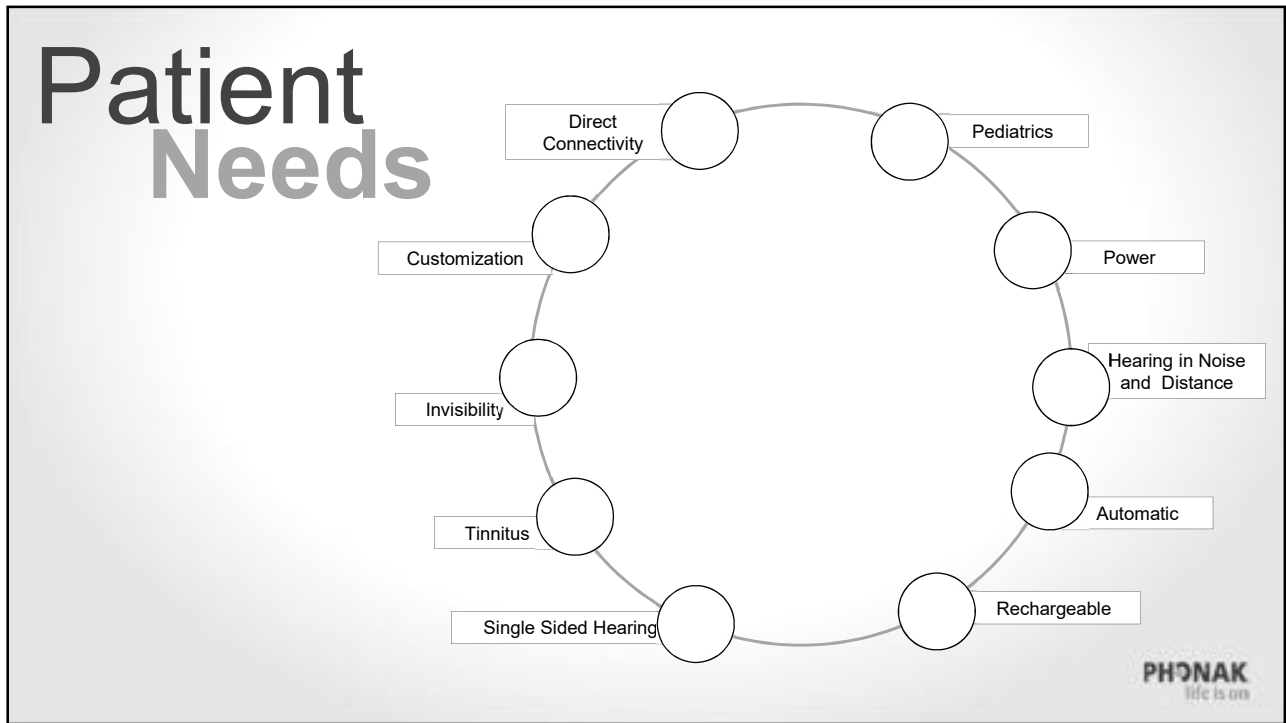 Patient
Needs
Direct
Connectivity
Pediatrics
Customization
Power
Invisibility
Hearing in Noise
and Distance
Tinnitus
Automatic
Single Sided Hearing
Rechargeable
PHONAK
life is on